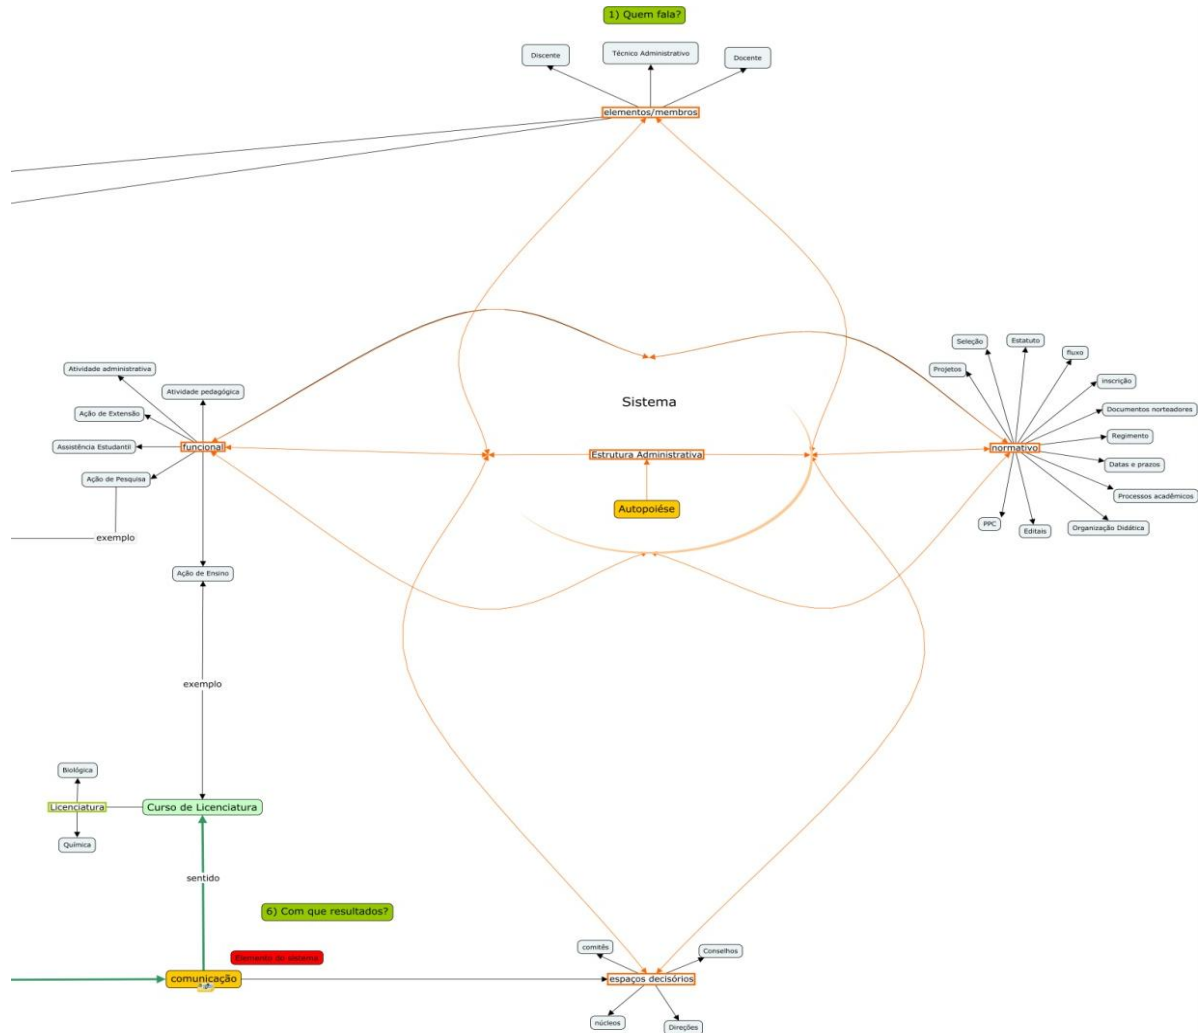 1) Quem fala?
Discente
Técnico Administrativo
Docente
elementos/membros
Sistema
Estrutura Administrativa
Autopoiése
Atividade administrativa
Atividade pedagógica
Ação de Extensão
funcional
Assistência Estudantil
Ação de Pesquisa
exemplo
Ação de Ensino
exemplo
Seleção
Estatuto
fluxo
Projetos
inscrição
Documentos norteadores
Regimento
normativo
Datas e prazos
Processos acadêmicos
PPC
Editais
Organização Didática
Biológica
Licenciatura
Curso de Licenciatura
Química
sentido
6) Com que resultados?
Elemento do sistema
comunicação
comitês
Conselhos
espaços decisórios
núcleos
Direções